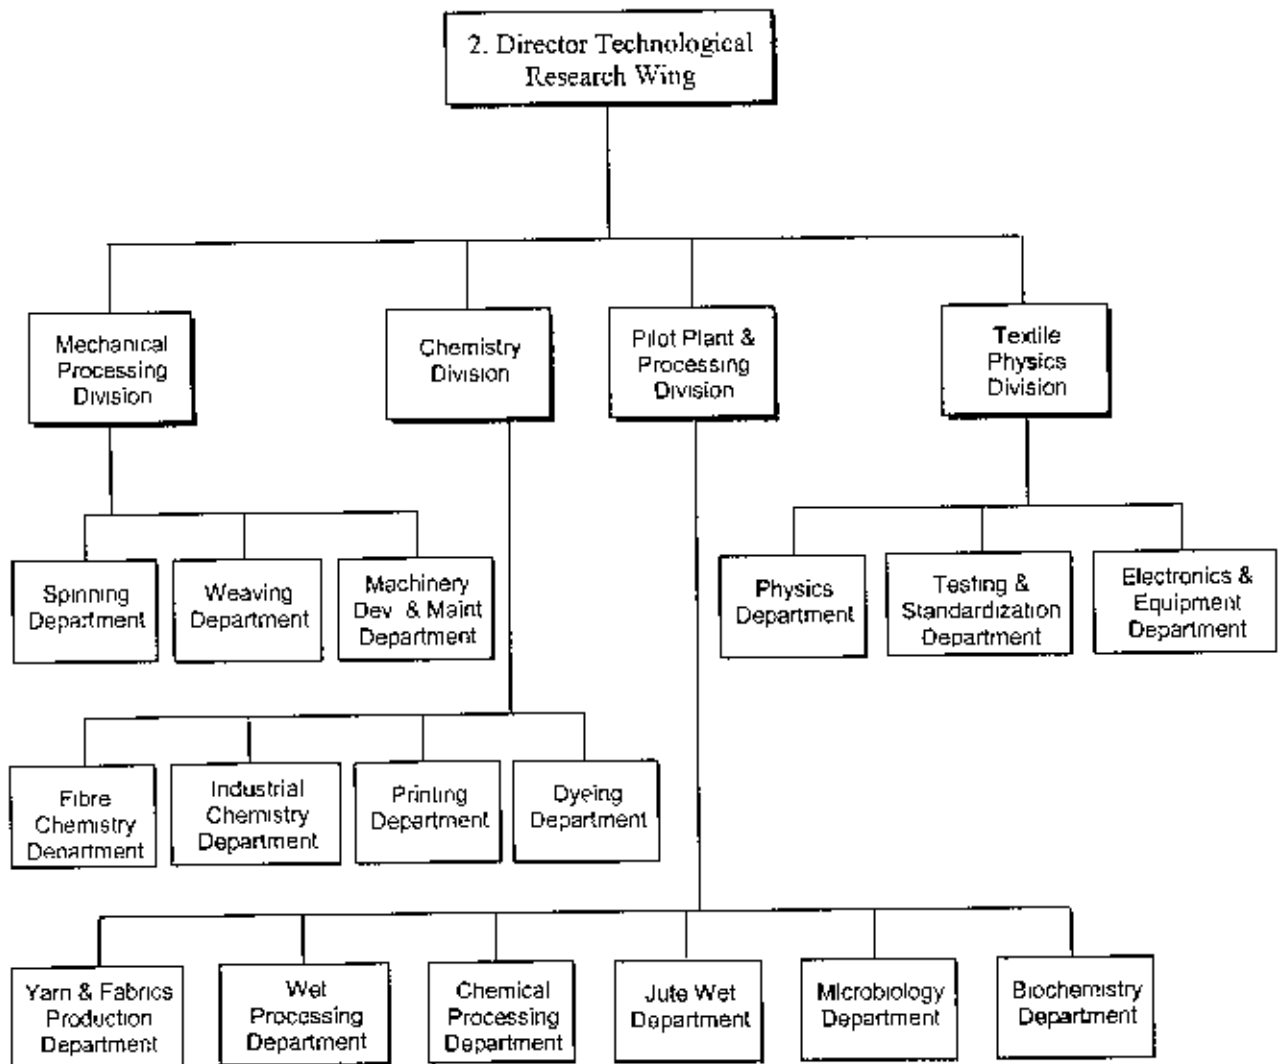 2. Director Technological
Research Wing
Mechanical
Processing
Division
Chemistry
Division
Pilot Plant &
Processing
Division
Textile
Physics
Division
Spinning
Department
Weaving
Department
Machinery
Dev. & Maint
Department
Physics
Department
Testing &
Standardization
Department
Electronics &
Equipment
Department
Fibre
Chemistry
Department
Industrial
Chemistry
Department
Printing
Department
Dyeing
Department
Yarn & Fabrics
Production
Department
Wet
Processing
Department
Chemical
Processing
Department
Jute Wet
Department
Microbiology
Department
Biochemistry
Department